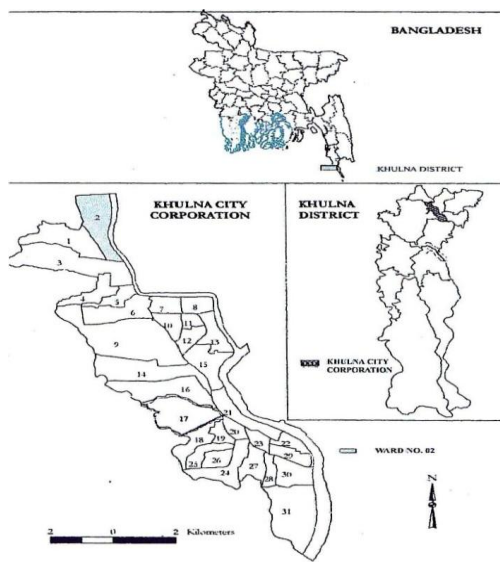 BANGLADESH
KHULNA DISTRICT
KHULNA CITY
CORPORATION
2
1
3
4
5
6
7
8
9
10
11
12
13
14
15
16
17
18
19
20
21
22
23
24
25
26
27
28
29
30
31
KHULNA
DISTRICT
KHULNA CITY
CORPORATION
WARD NO. 02
N
2 0 2 Kilometers